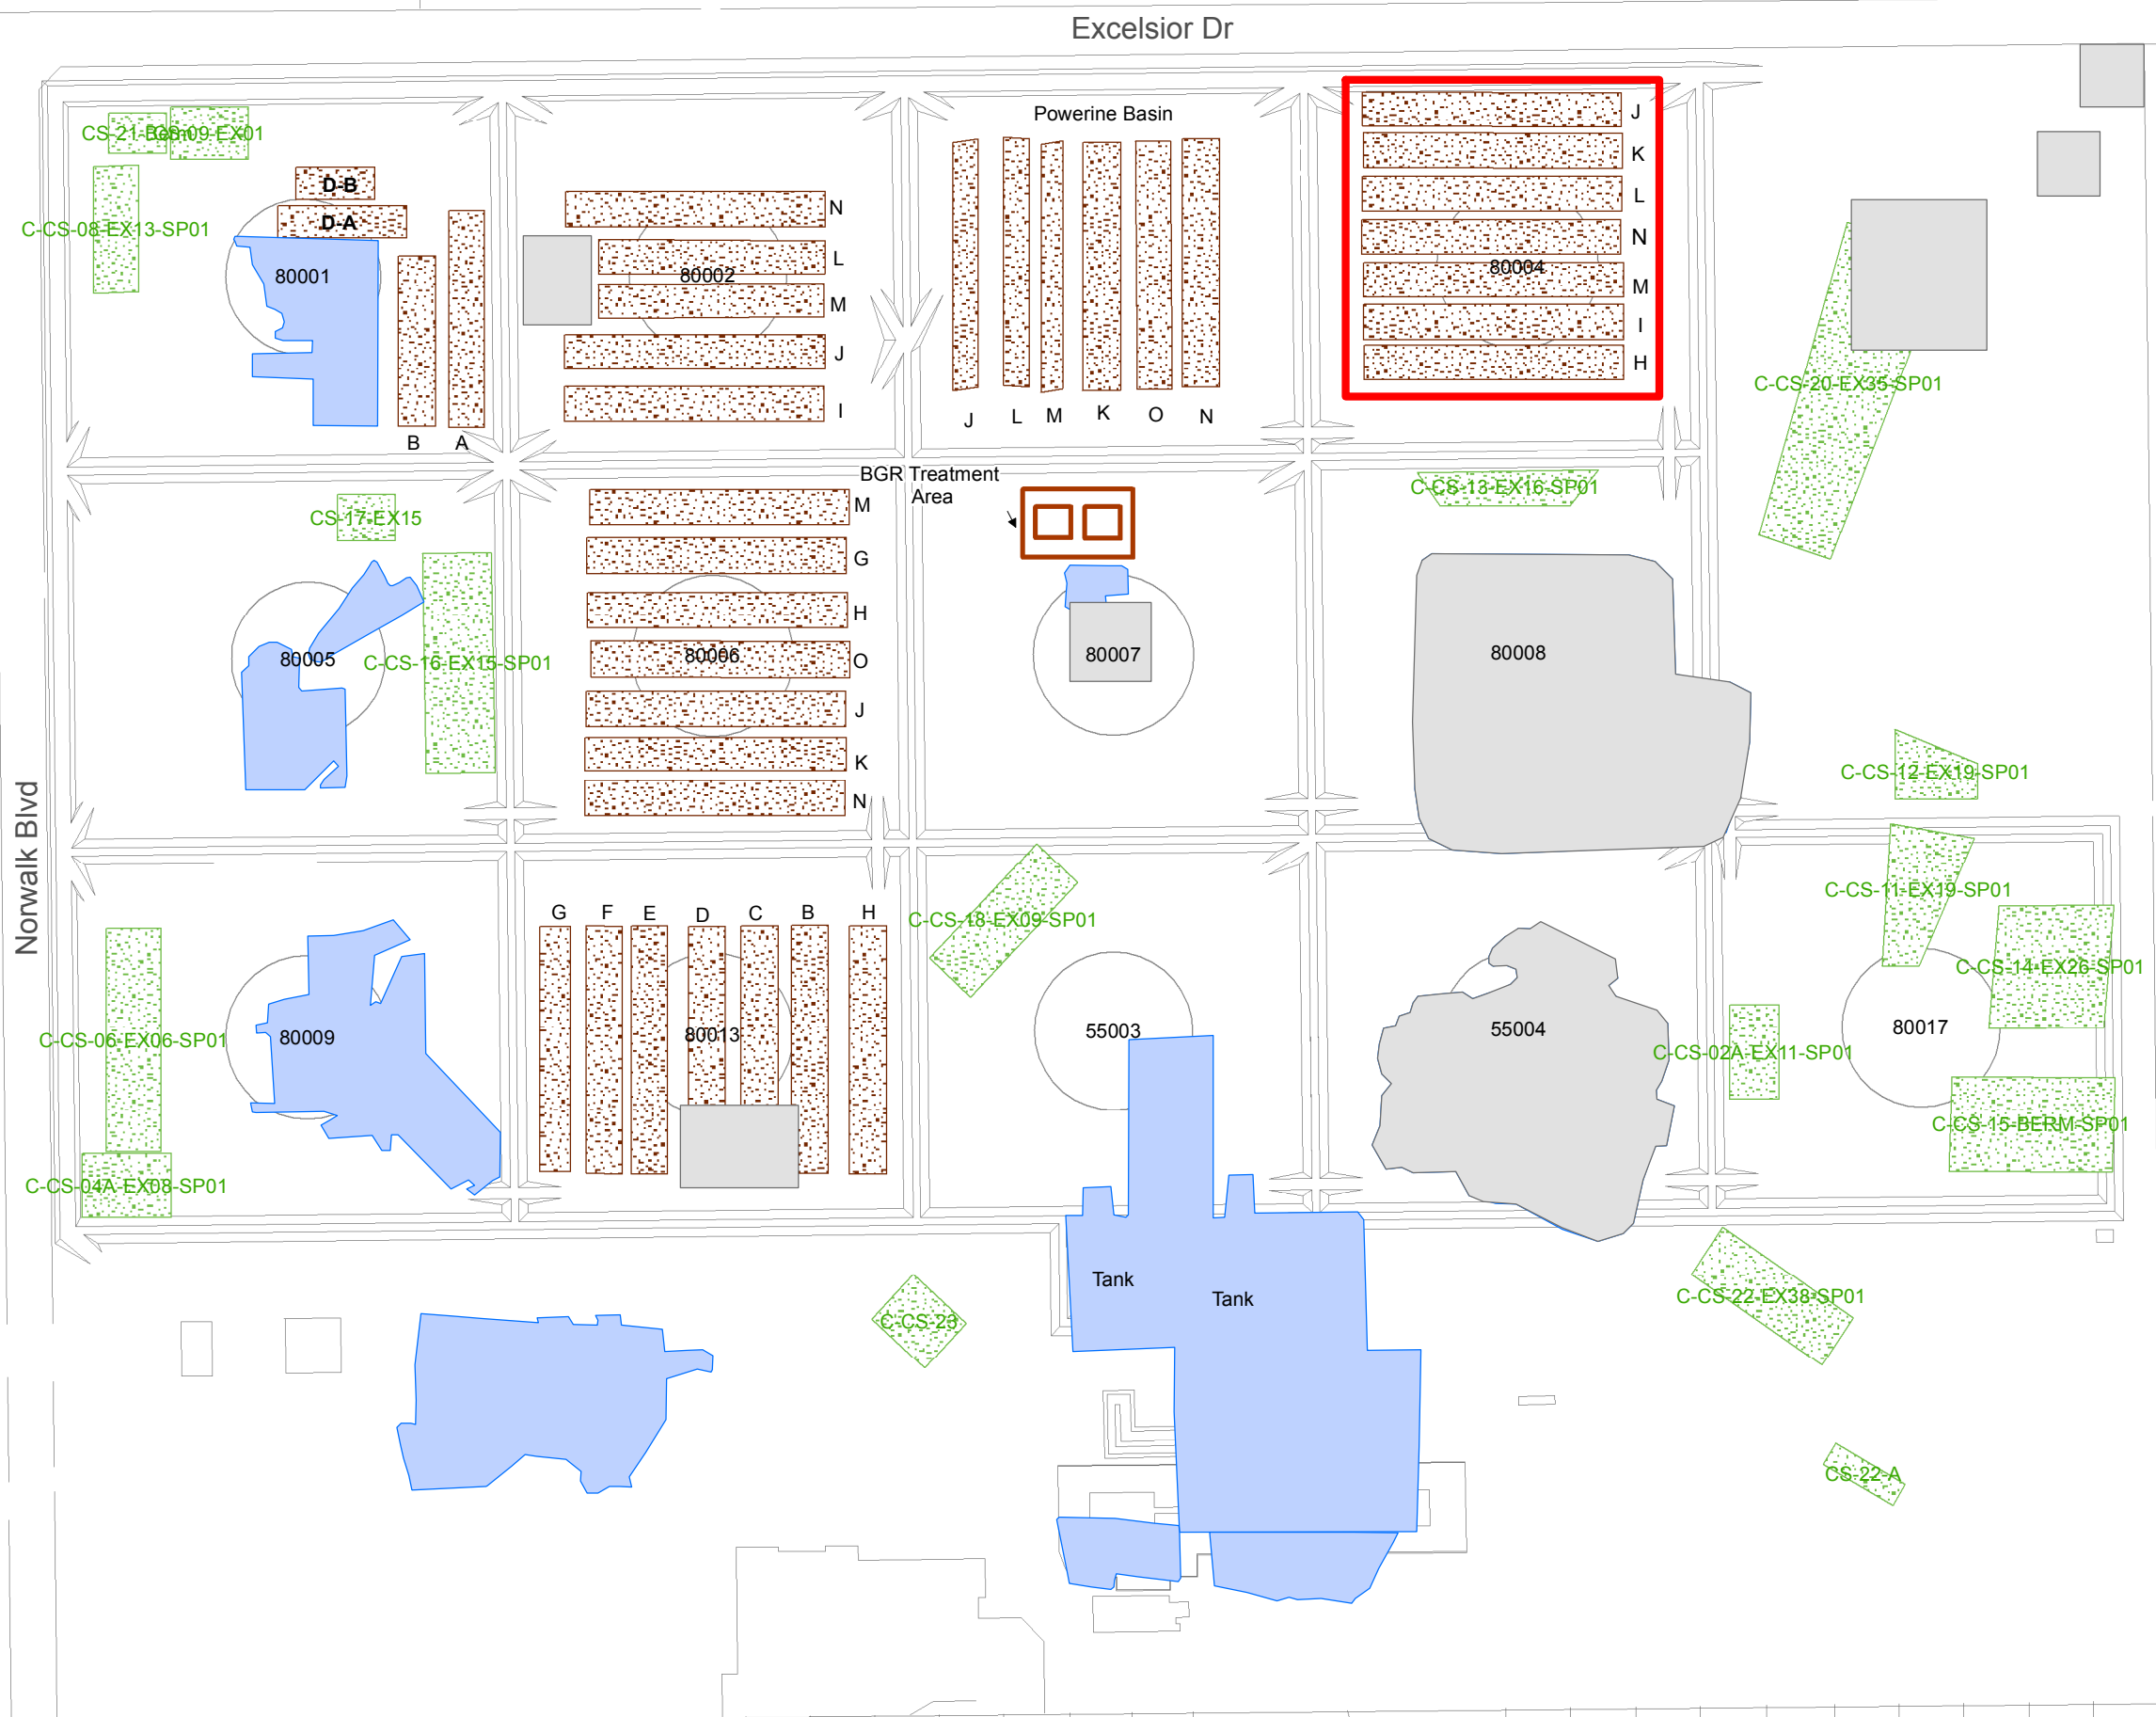 Excelsior Dr
Norwalk Blvd
CS-21-Berm
CS-09-EX01
C-CS-08-EX13-SP01
D-B
D-A
80001
B
A
N
L
80002
M
J
I
Powerine Basin
J
L
M
K
O
N
J
K
L
N
80004
M
I
H
C-CS-20-EX35-SP01
CS-17-EX15
80005
C-CS-16-EX15-SP01
M
G
H
80006
O
J
K
N
BGR Treatment
Area
80007
C-CS-13-EX16-SP01
80008
C-CS-12-EX19-SP01
C-CS-06-EX06-SP01
80009
C-CS-04A-EX08-SP01
G
F
E
D
C
B
H
80013
C-CS-18-EX09-SP01
55003
55004
C-CS-11-EX19-SP01
C-CS-14-EX26-SP01
80017
C-CS-02A-EX11-SP01
C-CS-15-BERM-SP01
Tank
Tank
C-CS-23
C-CS-22-EX38-SP01
CS-22-A